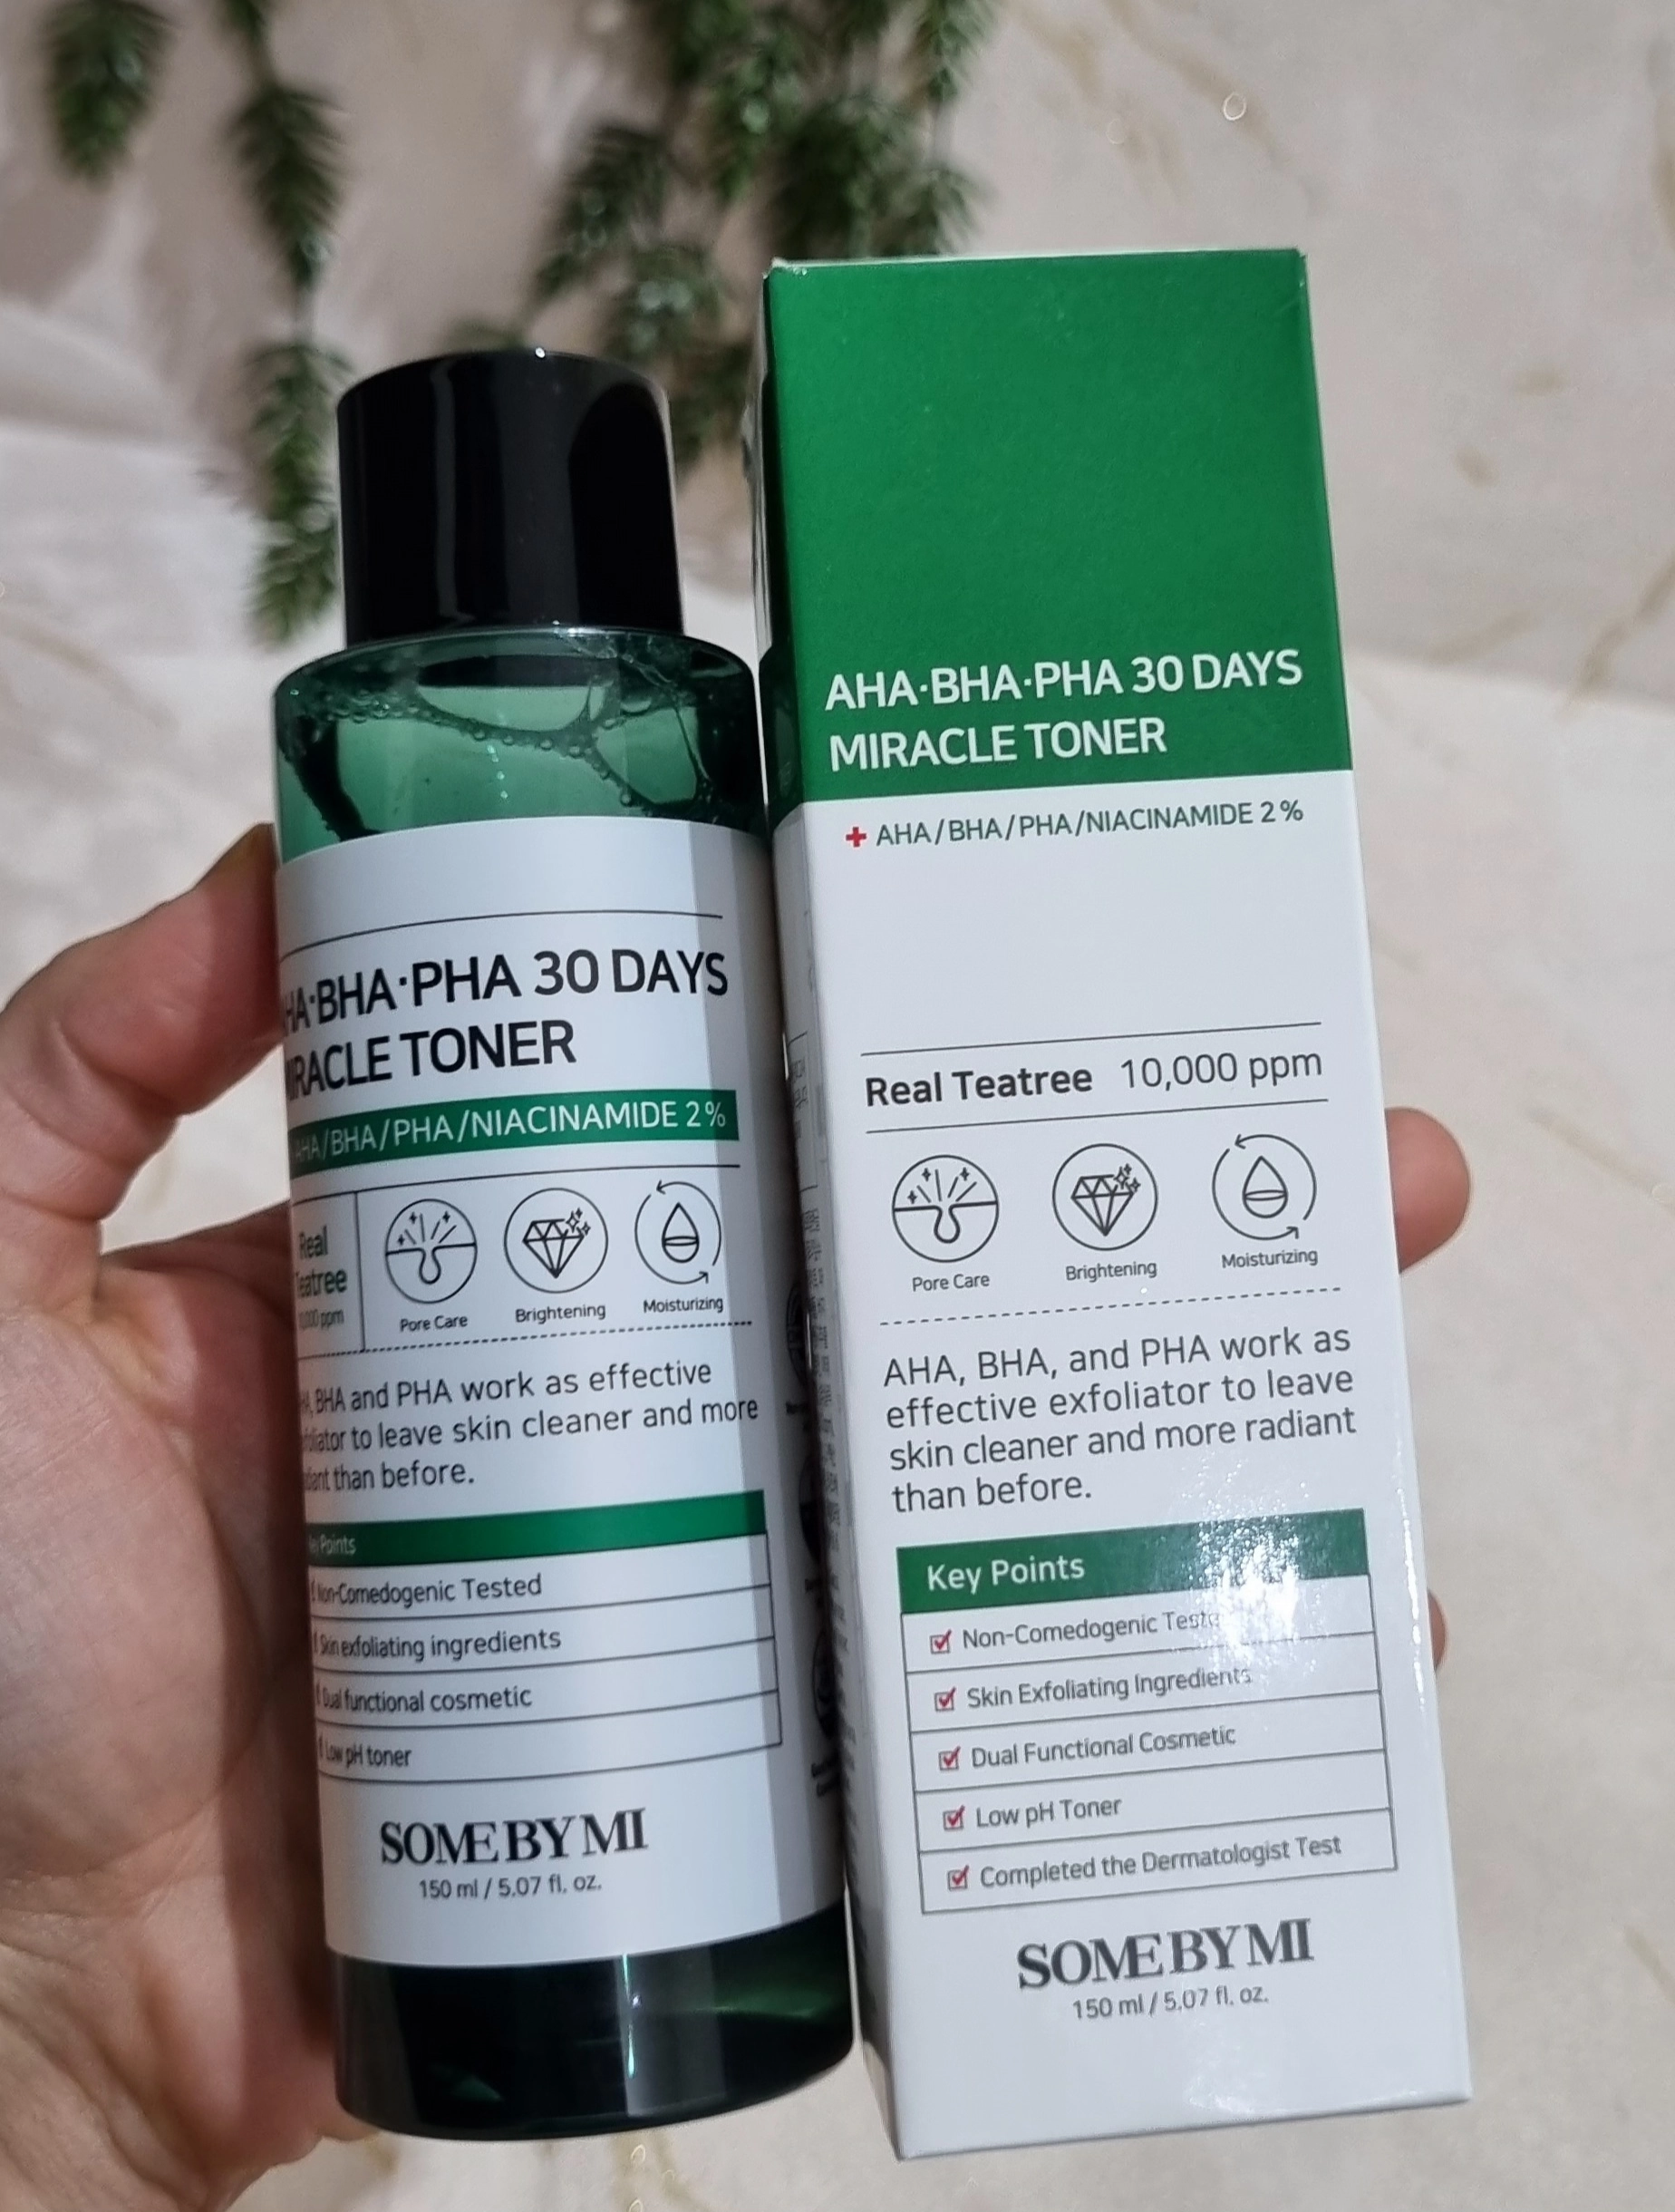 BHA·PHA 30 DAYS
TONER
AHA/BHA/PHA/NIACINAMIDE 2%
Real
Teatree
ppm
Pore Care
Brightening
Moisturizing
BHA and PHA work as effective
to leave skin cleaner and more
than before.
Key Points
Non-Comedogenic Tested
Skin exfoliating ingredients
Dual functional cosmetic
Low pH toner
SOME BY MI
150 ml / 5.07 fl. oz.
AHA·BHA·PHA 30 DAYS
MIRACLE TONER
+ AHA/BHA/PHA/NIACINAMIDE 2%
Real Teatree 10,000 ppm
Pore Care
Brightening
Moisturizing
AHA, BHA, and PHA work as
effective exfoliator to leave
skin cleaner and more radiant
than before.
Key Points
Non-Comedogenic Tested
Skin Exfoliating Ingredients
Dual Functional Cosmetic
Low pH Toner
Completed the Dermatologist Test
SOME BY MI
150 ml / 5.07 fl. oz.